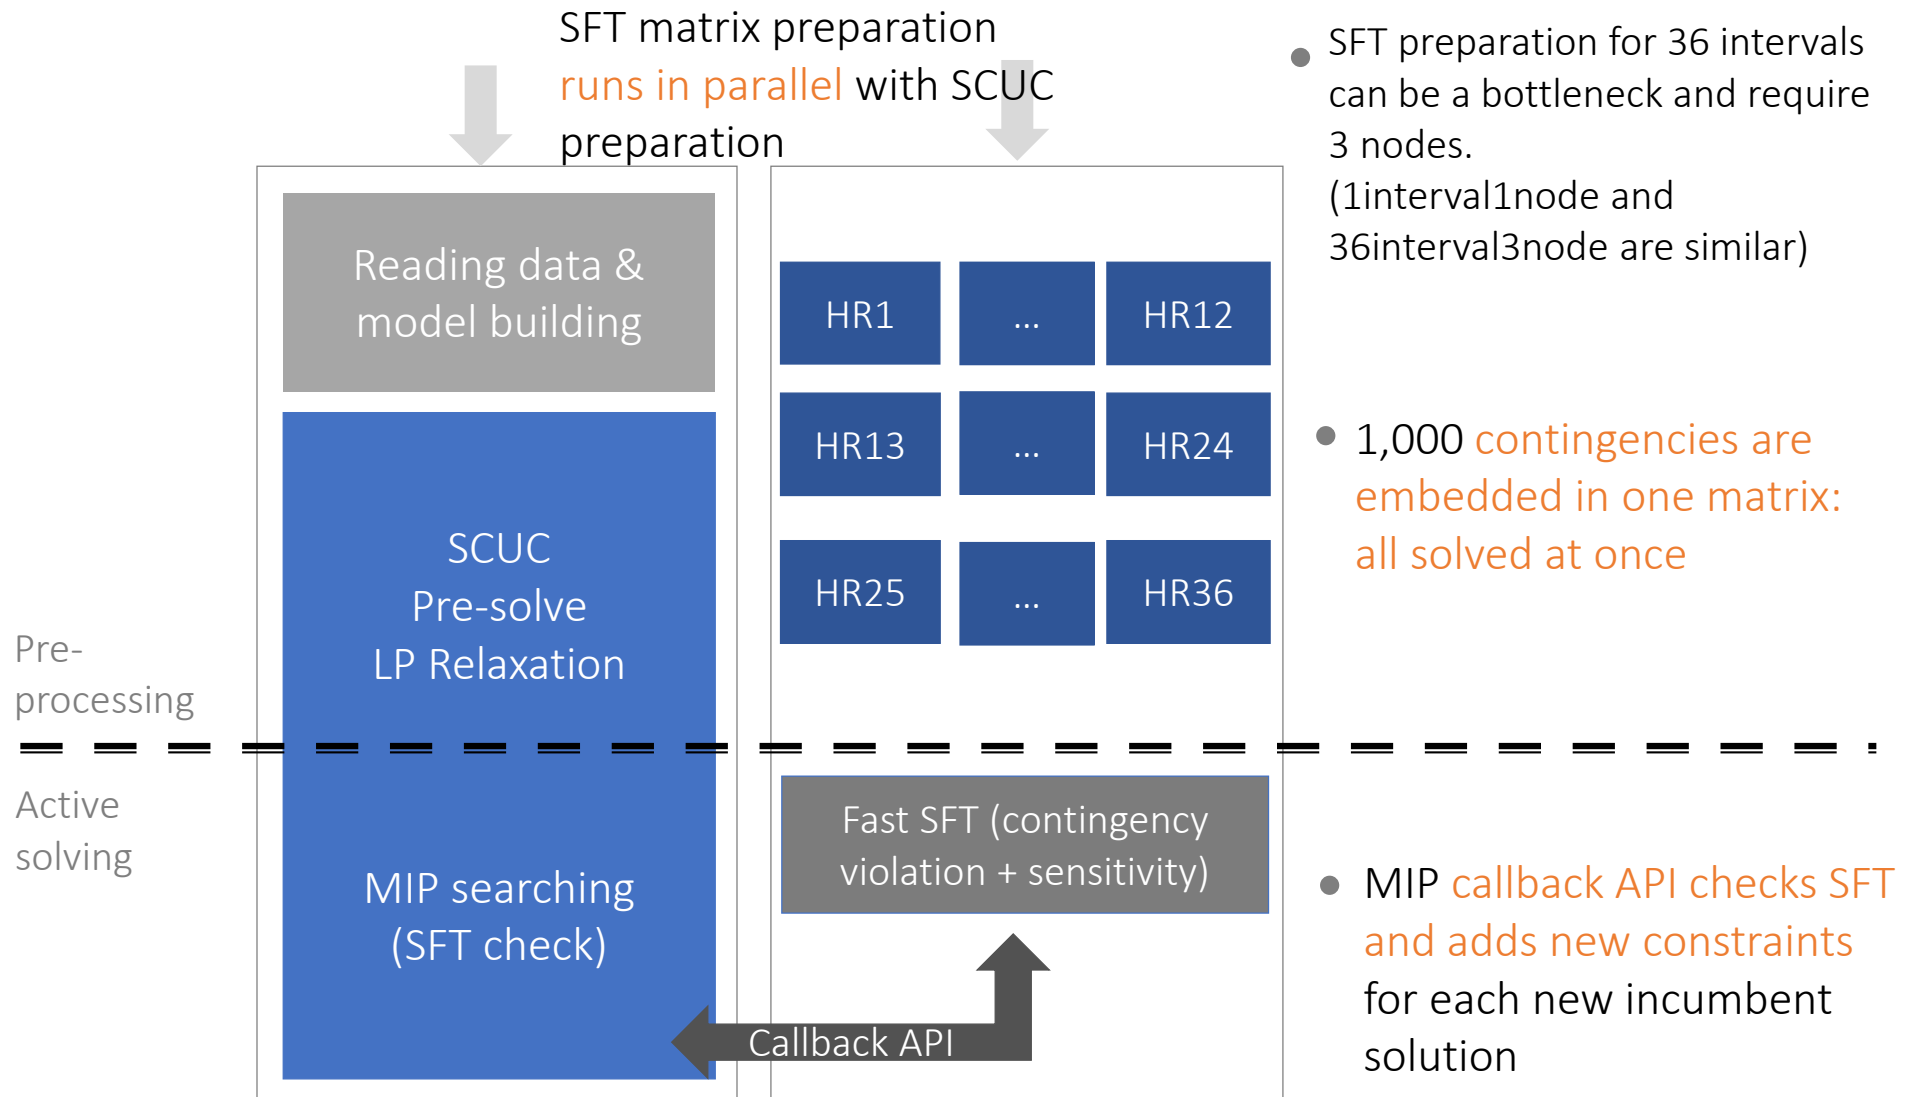 SFT matrix preparation
runs in parallel with SCUC
preparation
Reading data &
model building
SCUC
Pre-solve
LP Relaxation
MIP searching
(SFT check)
HR1
...
HR12
HR13
...
HR24
HR25
...
HR36
Fast SFT (contingency
violation + sensitivity)
Callback API
Pre-
processing
Active
solving
SFT preparation for 36 intervals
can be a bottleneck and require
3 nodes.
(1interval1node and
36interval3node are similar)
1,000 contingencies are
embedded in one matrix:
all solved at once
MIP callback API checks SFT
and adds new constraints
for each new incumbent
solution